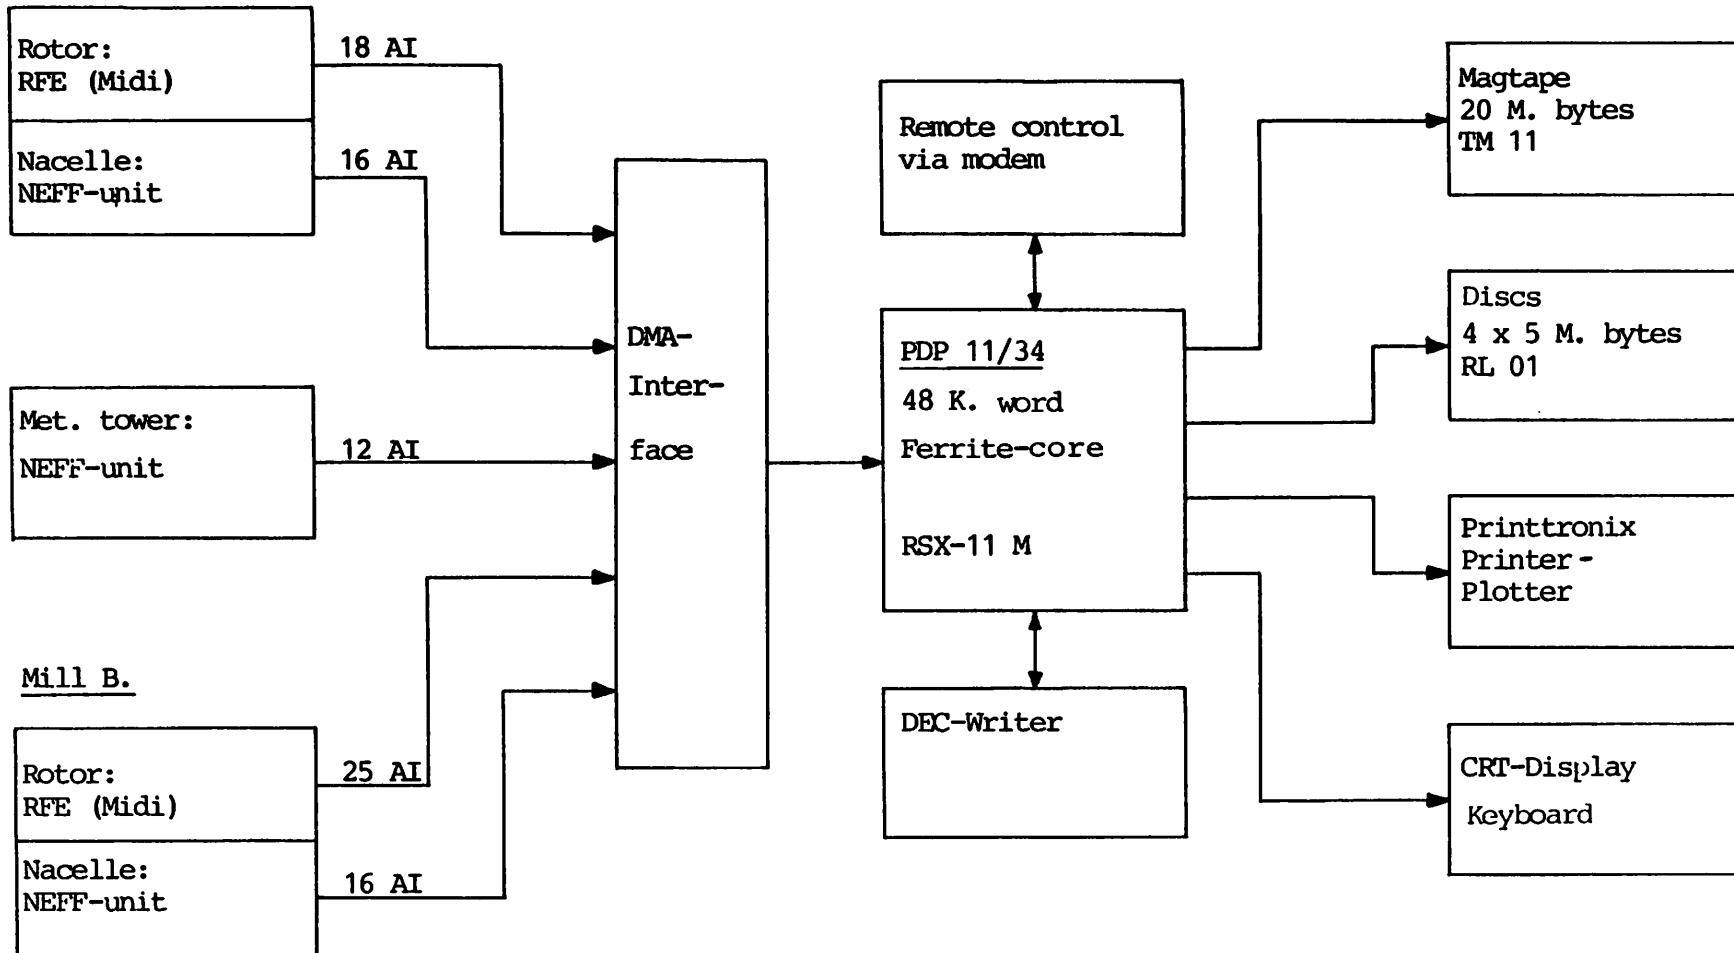 Rotor:
RFE (Midi)
18 AI
Nacelle:
NEFF-unit
16 AI
Met. tower:
NEFF-unit
12 AI
Mill B.
Rotor:
RFE (Midi)
25 AI
Nacelle:
NEFF-unit
16 AI
DMA-
Inter-
face
Remote control
via modem
PDP 11/34
48 K. word
Ferrite-core
RSX-11 M
DEC-Writer
Magtape
20 M. bytes
TM 11
Discs
4 x 5 M. bytes
RL 01
Printtronix
Printer-
Plotter
CRT-Display
Keyboard